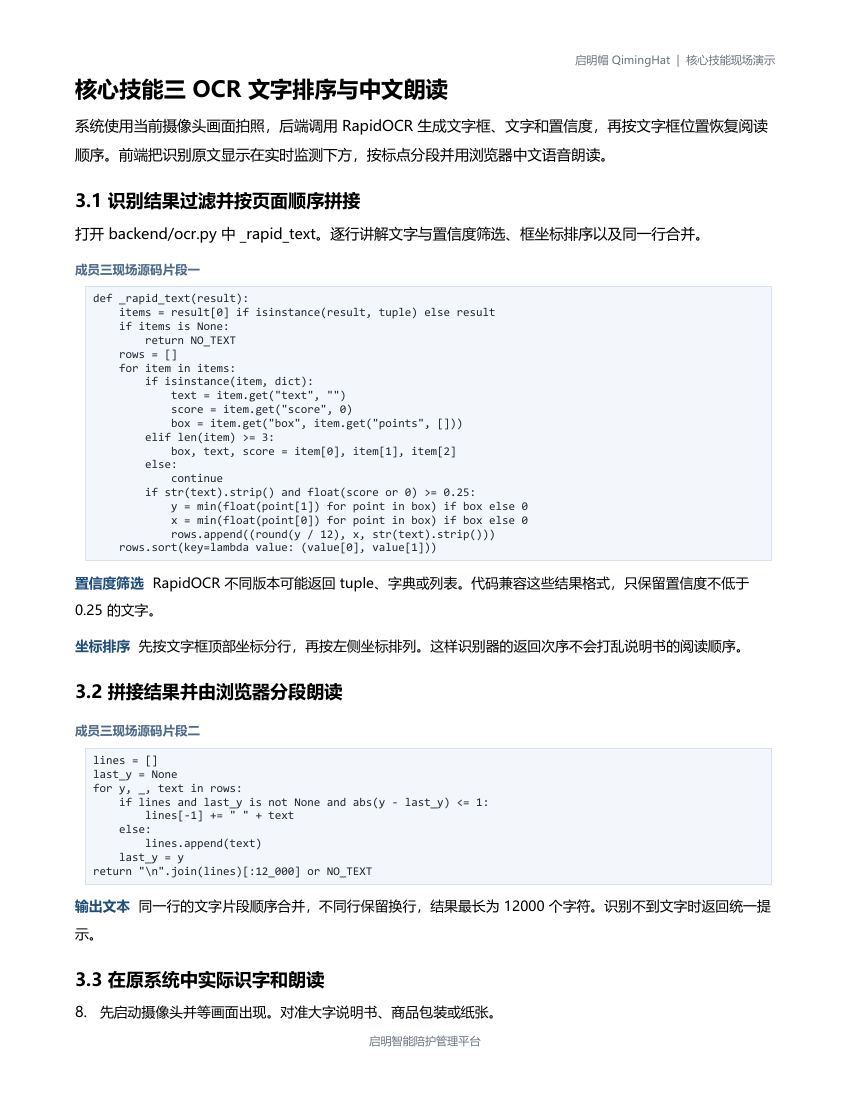 启明帽 QimingHat | 核心技能现场演示
核心技能三 OCR 文字排序与中文朗读
系统使用当前摄像头画面拍照，后端调用 RapidOCR 生成文字框、文字和置信度，再按文字框位置恢复阅读
顺序。前端把识别原文显示在实时监测下方，按标点分段并用浏览器中文语音朗读。
3.1 识别结果过滤并按页面顺序拼接
打开 backend/ocr.py 中 _rapid_text。逐行讲解文字与置信度筛选、框坐标排序以及同一行合并。
成员三现场源码片段一
def _rapid_text(result):
    items = result[0] if isinstance(result, tuple) else result
    if items is None:
        return NO_TEXT
    rows = []
    for item in items:
        if isinstance(item, dict):
            text = item.get("text", "")
            score = item.get("score", 0)
            box = item.get("box", item.get("points", []))
        elif len(item) >= 3:
            box, text, score = item[0], item[1], item[2]
        else:
            continue
        if str(text).strip() and float(score or 0) >= 0.25:
            y = min(float(point[1]) for point in box) if box else 0
            x = min(float(point[0]) for point in box) if box else 0
            rows.append((round(y / 12), x, str(text).strip()))
    rows.sort(key=lambda value: (value[0], value[1]))
置信度筛选 RapidOCR 不同版本可能返回 tuple、字典或列表。代码兼容这些结果格式，只保留置信度不低于
0.25 的文字。
坐标排序 先按文字框顶部坐标分行，再按左侧坐标排列。这样识别器的返回次序不会打乱说明书的阅读顺序。
3.2 拼接结果并由浏览器分段朗读
成员三现场源码片段二
lines = []
last_y = None
for y, _, text in rows:
    if lines and last_y is not None and abs(y - last_y) <= 1:
        lines[-1] += " " + text
    else:
        lines.append(text)
    last_y = y
return "\n".join(lines)[:12_000] or NO_TEXT
输出文本 同一行的文字片段顺序合并，不同行保留换行，结果最长为 12000 个字符。识别不到文字时返回统一提
示。
3.3 在原系统中实际识字和朗读
8. 先启动摄像头并等画面出现。对准大字说明书、商品包装或纸张。
启明智能陪护管理平台